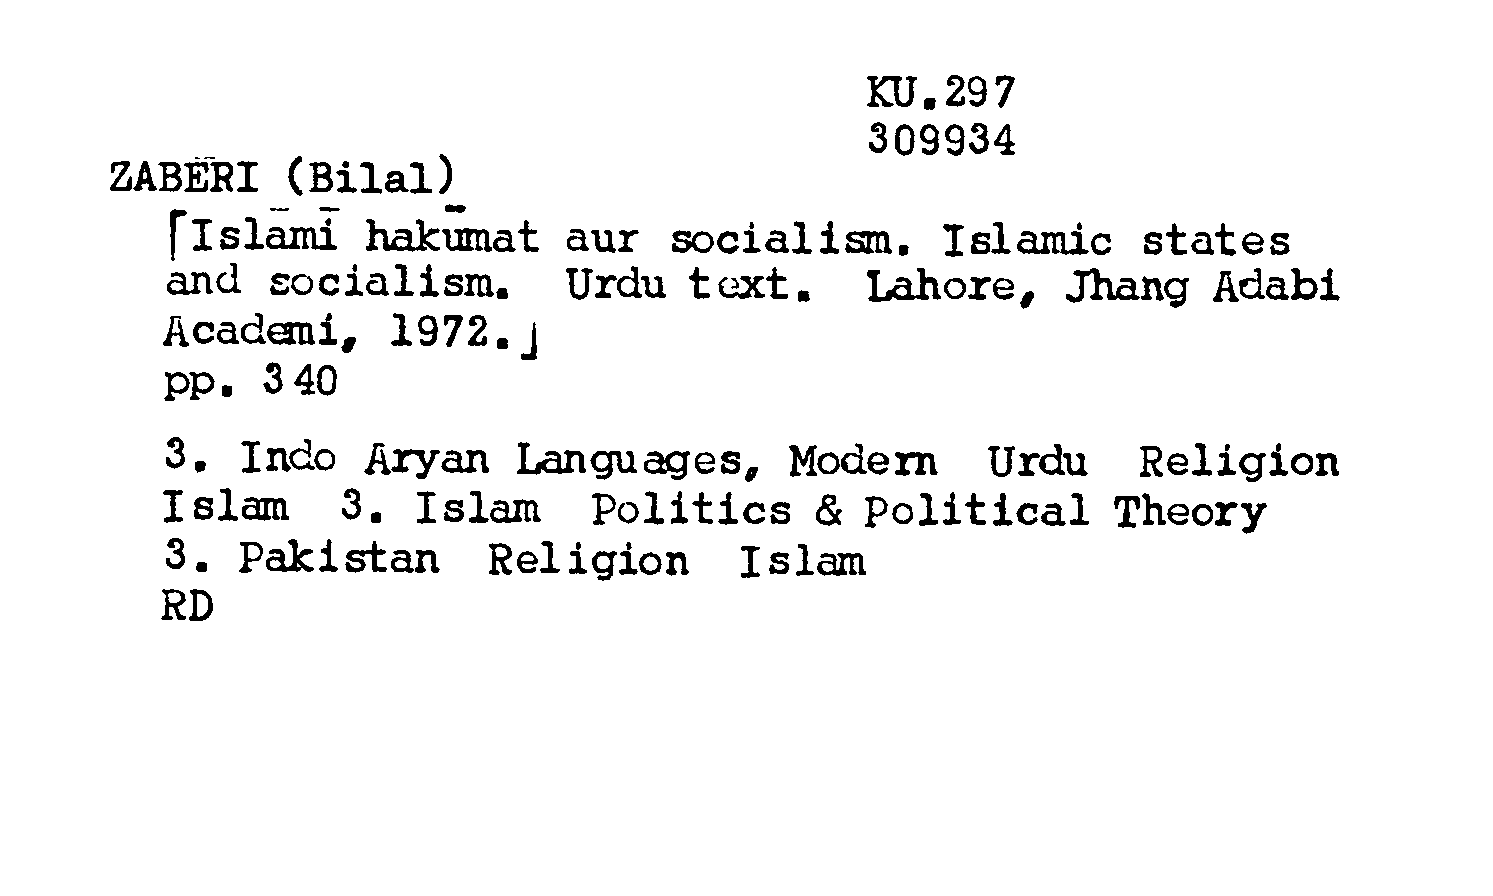 KU.297
309934
ZABĒRI (Bilal)
⌈Islāmī hakūmat aur socialism. Islamic states
and socialism. Urdu text. Lahore, Jhang Adabi
Academi, 1972.⌋
pp. 340
3. Indo Aryan Languages, Modern Urdu Religion
Islam 3. Islam Politics & Political Theory
3. Pakistan Religion Islam
RD